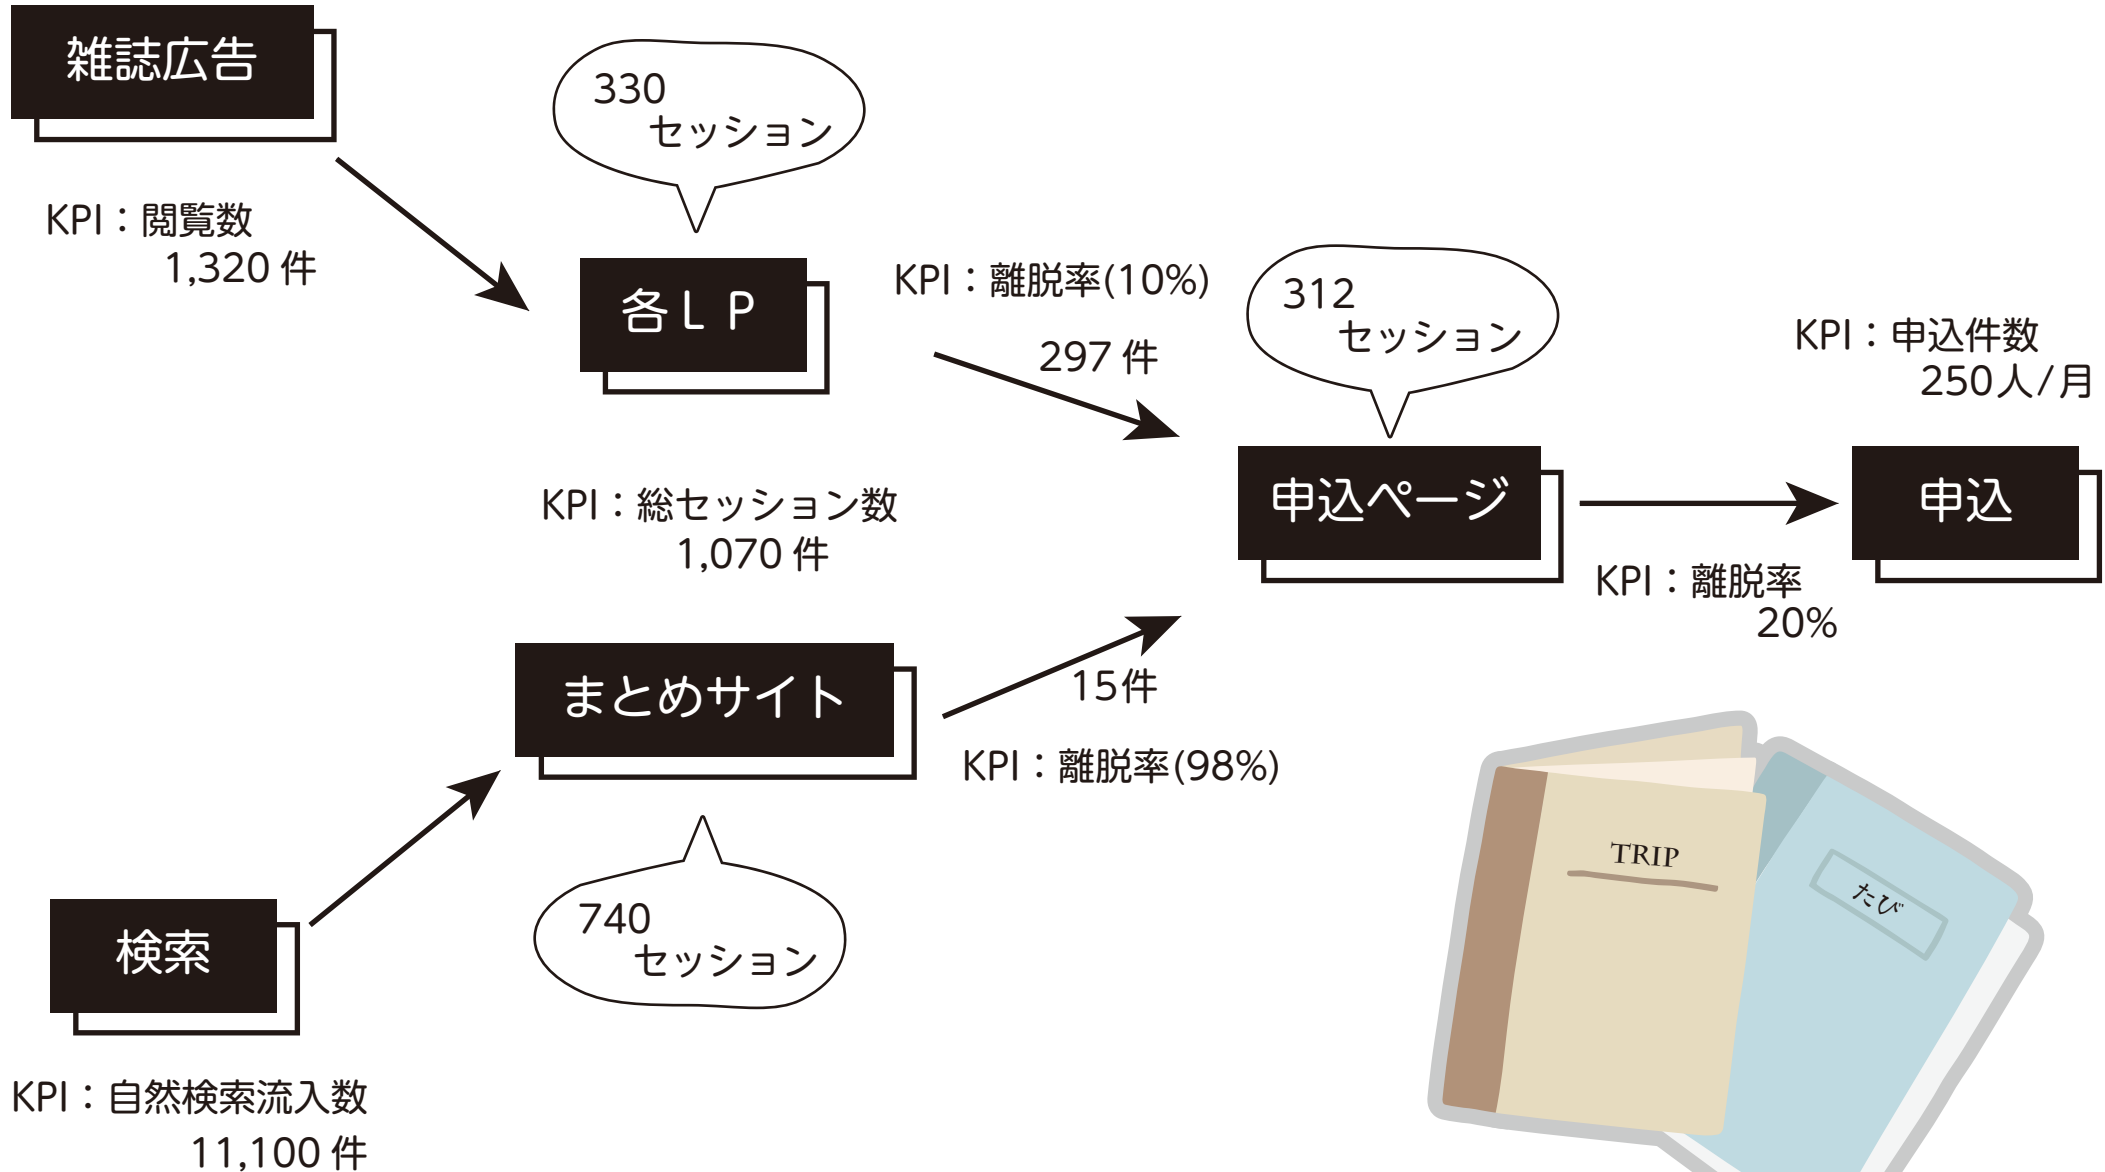 雑誌広告
KPI：閲覧数
1,320 件
330
セッション
各ＬＰ
KPI：離脱率(10%)
297 件
312
セッション
KPI：申込件数
250人/月
KPI：総セッション数
1,070 件
申込ページ
申込
KPI：離脱率
20%
まとめサイト
15件
KPI：離脱率(98%)
740
セッション
検索
KPI：自然検索流入数
11,100 件
TRIP
たび